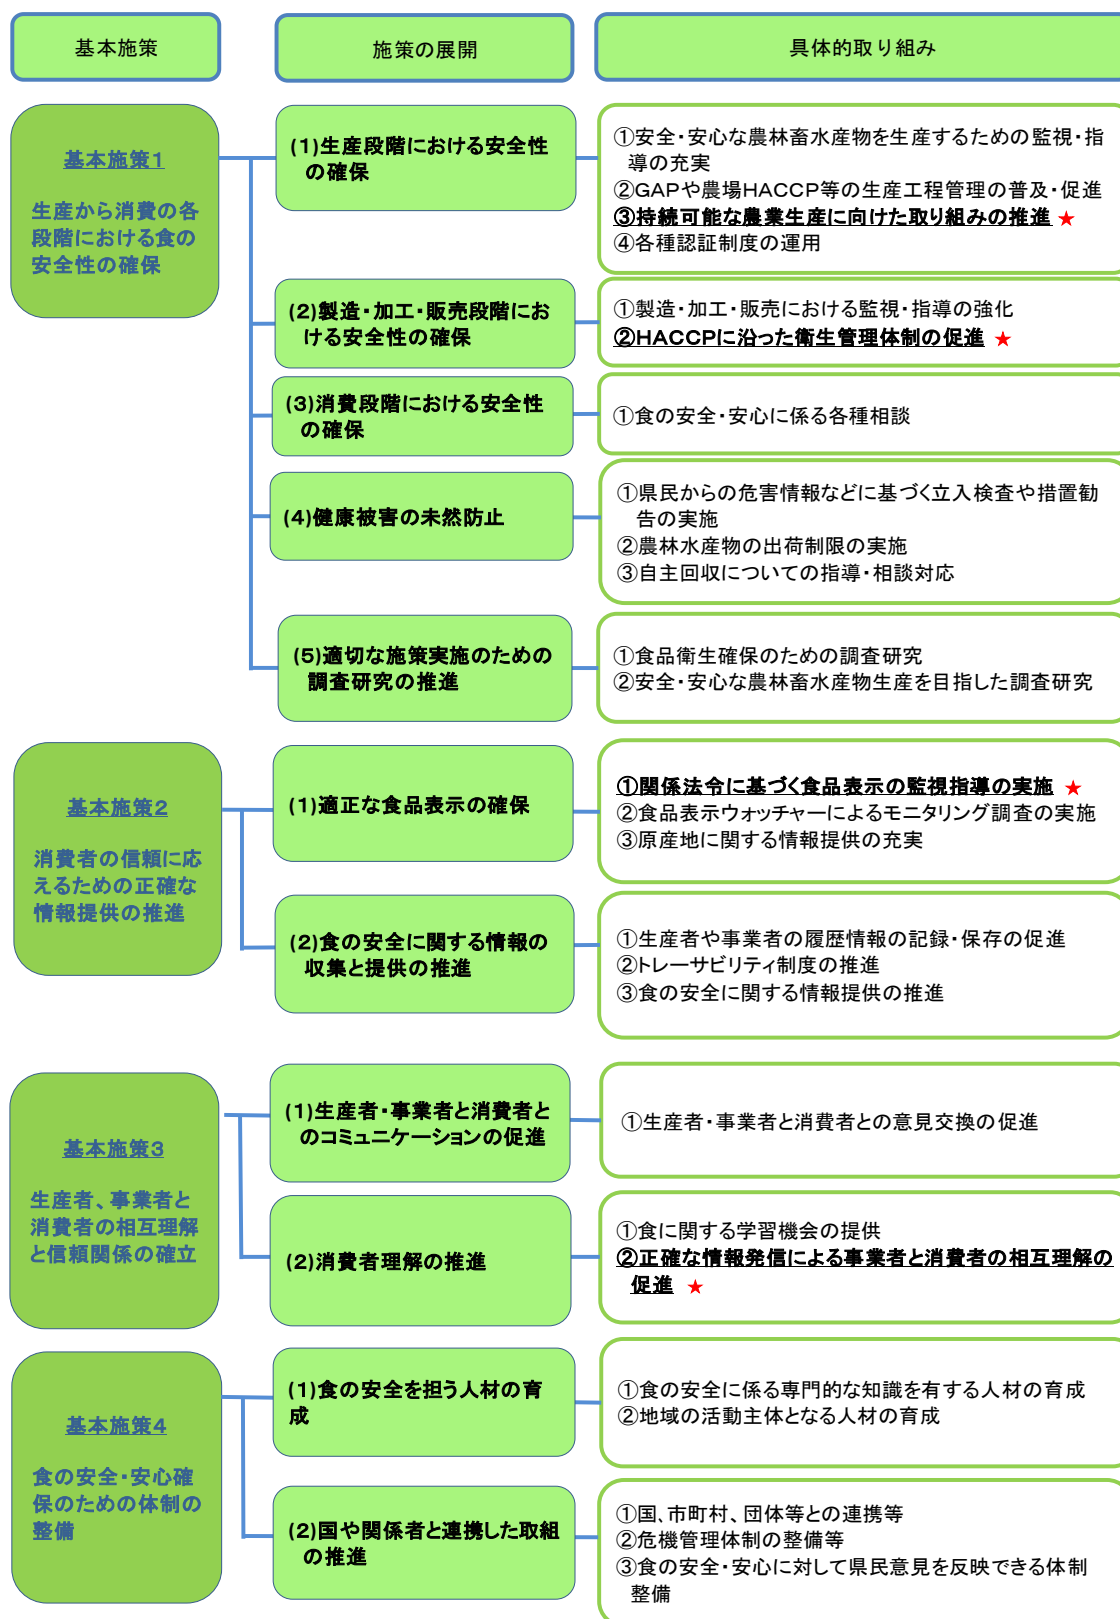 基本施策
施策の展開
具体的取り組み
基本施策1
生産から消費の各
段階における食の
安全性の確保
(1)生産段階における安全性
の確保
①安全・安心な農林畜水産物を生産するための監視・指
導の充実
②GAPや農場HACCP等の生産工程管理の普及・促進
③持続可能な農業生産に向けた取り組みの推進 ★
④各種認証制度の運用
(2)製造・加工・販売段階にお
ける安全性の確保
①製造・加工・販売における監視・指導の強化
②HACCPに沿った衛生管理体制の促進 ★
(3)消費段階における安全性
の確保
①食の安全・安心に係る各種相談
(4)健康被害の未然防止
①県民からの危害情報などに基づく立入検査や措置勧
告の実施
②農林水産物の出荷制限の実施
③自主回収についての指導・相談対応
(5)適切な施策実施のための
調査研究の推進
①食品衛生確保のための調査研究
②安全・安心な農林畜水産物生産を目指した調査研究
基本施策2
消費者の信頼に応
えるための正確な
情報提供の推進
(1)適正な食品表示の確保
①関係法令に基づく食品表示の監視指導の実施 ★
②食品表示ウォッチャーによるモニタリング調査の実施
③原産地に関する情報提供の充実
(2)食の安全に関する情報の
収集と提供の推進
①生産者や事業者の履歴情報の記録・保存の促進
②トレーサビリティ制度の推進
③食の安全に関する情報提供の推進
基本施策3
生産者、事業者と
消費者の相互理解
と信頼関係の確立
(1)生産者・事業者と消費者と
のコミュニケーションの促進
①生産者・事業者と消費者との意見交換の促進
(2)消費者理解の推進
①食に関する学習機会の提供
②正確な情報発信による事業者と消費者の相互理解の
促進 ★
基本施策4
食の安全・安心確
保のための体制の
整備
(1)食の安全を担う人材の育
成
①食の安全に係る専門的な知識を有する人材の育成
②地域の活動主体となる人材の育成
(2)国や関係者と連携した取組
の推進
①国、市町村、団体等との連携等
②危機管理体制の整備等
③食の安全・安心に対して県民意見を反映できる体制
整備